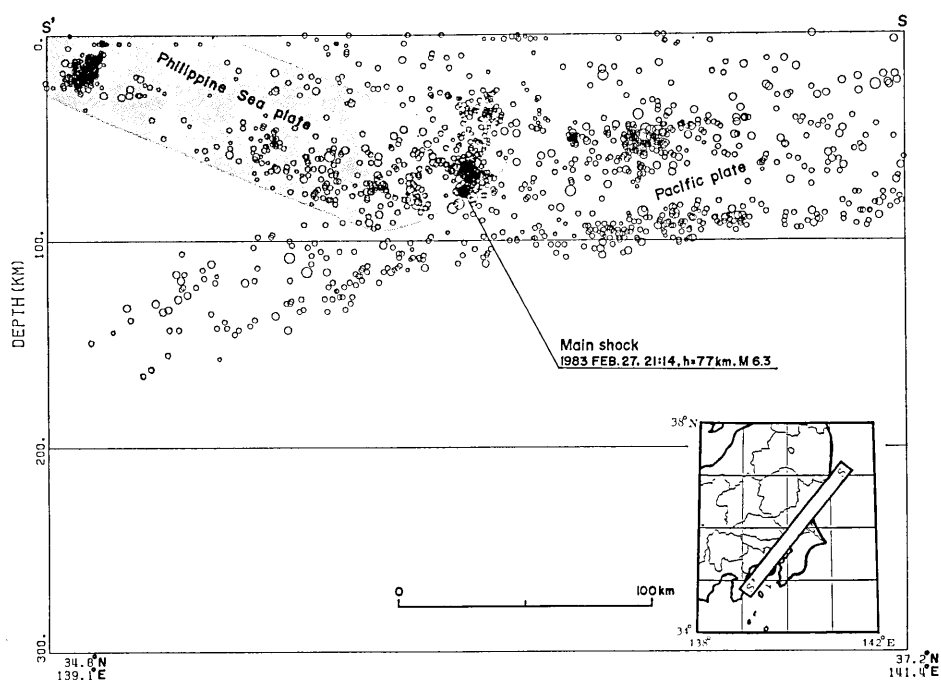 S'
S
0.
Philippine Sea plate
Pacific plate
100.
DEPTH (KM)
Main shock
1983 FEB. 27. 21:14, h=77km, M 6.3
38°N
200.
S
S'
0
100km
34°
138°
142°E
300.
34.8°N
139.1°E
37.2°N
141.4°E